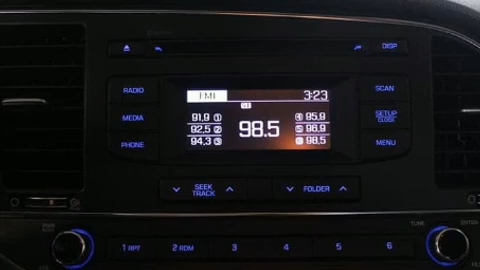 DISP
RADIO
MEDIA
PHONE
FM1 3:23
91.9 1 4 95.9
92.5 2 98.5 5 96.9
94.3 3 6 98.5
SCAN
SETUP
CLOCK
MENU
SEEK
TRACK
FOLDER
TUNE
ENTER
1 RPT 2 RDM 3 4 5 6